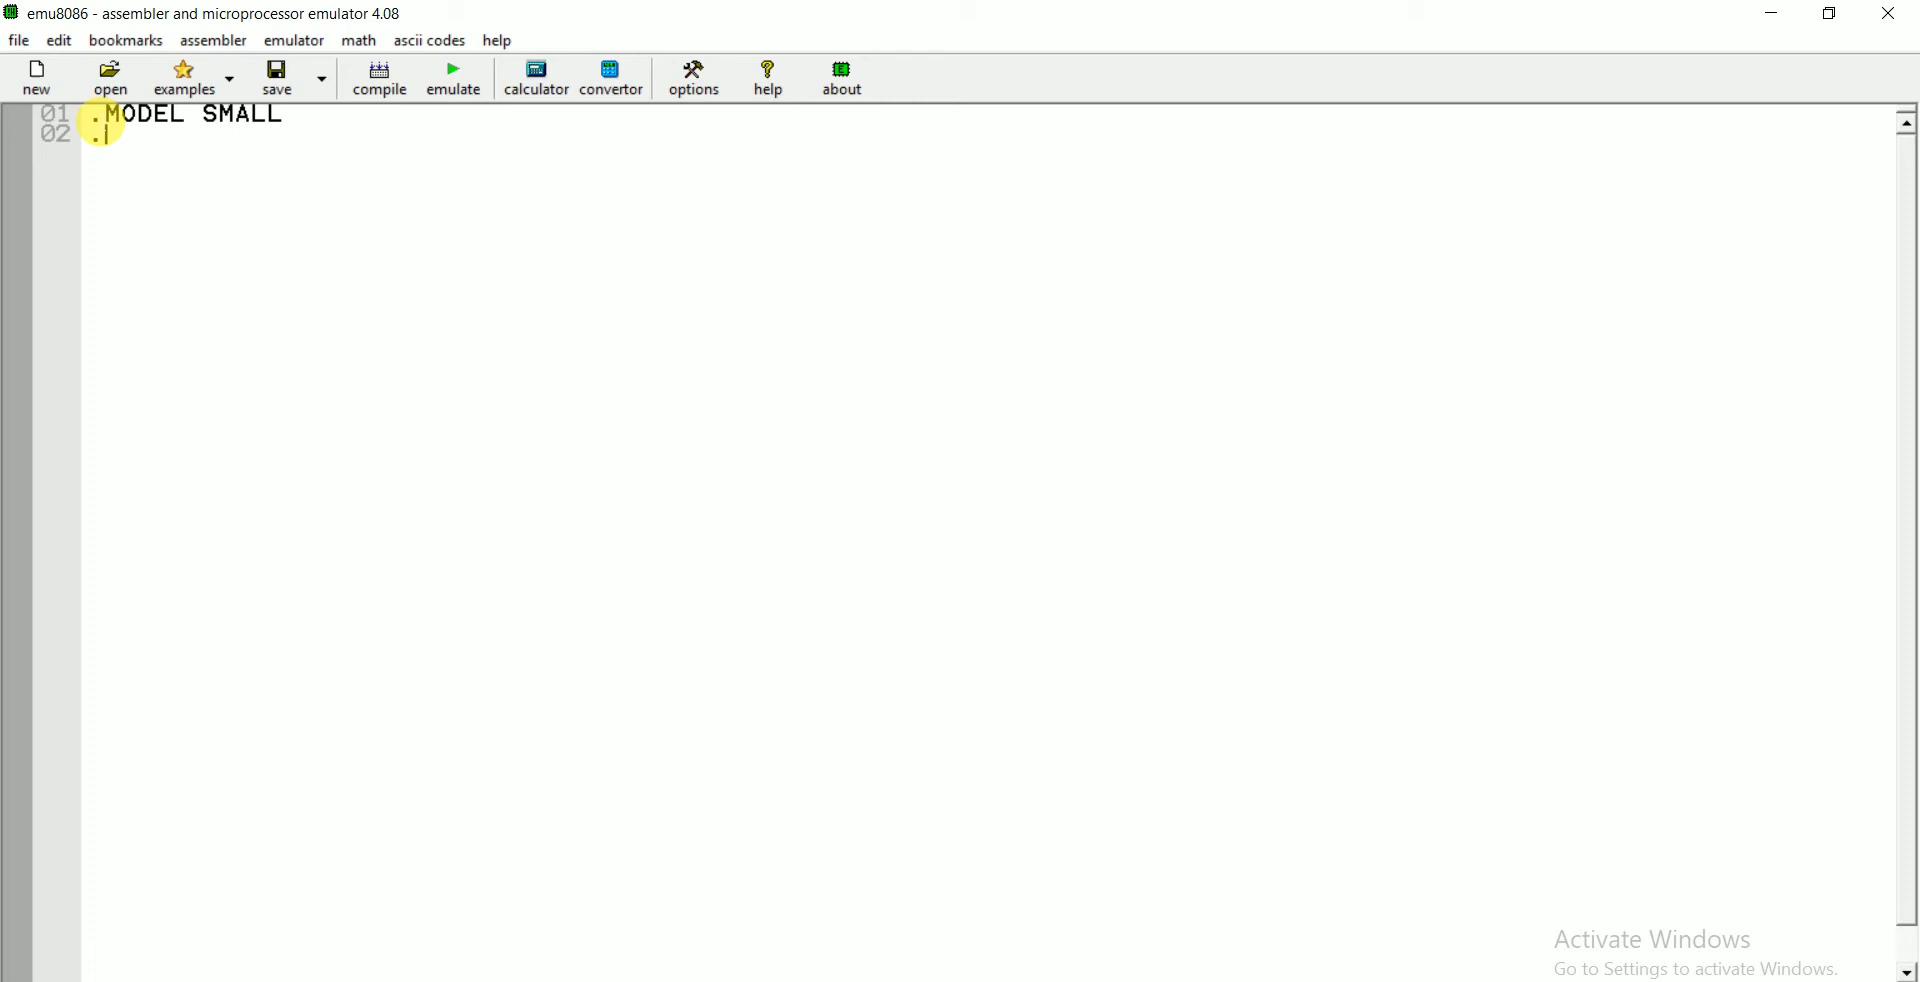 emu8086 - assembler and microprocessor emulator 4.08
file edit bookmarks assembler emulator math ascii codes help
new open examples save compile emulate calculator convertor options help about
01 .MODEL SMALL
02 .
Activate Windows
Go to Settings to activate Windows.